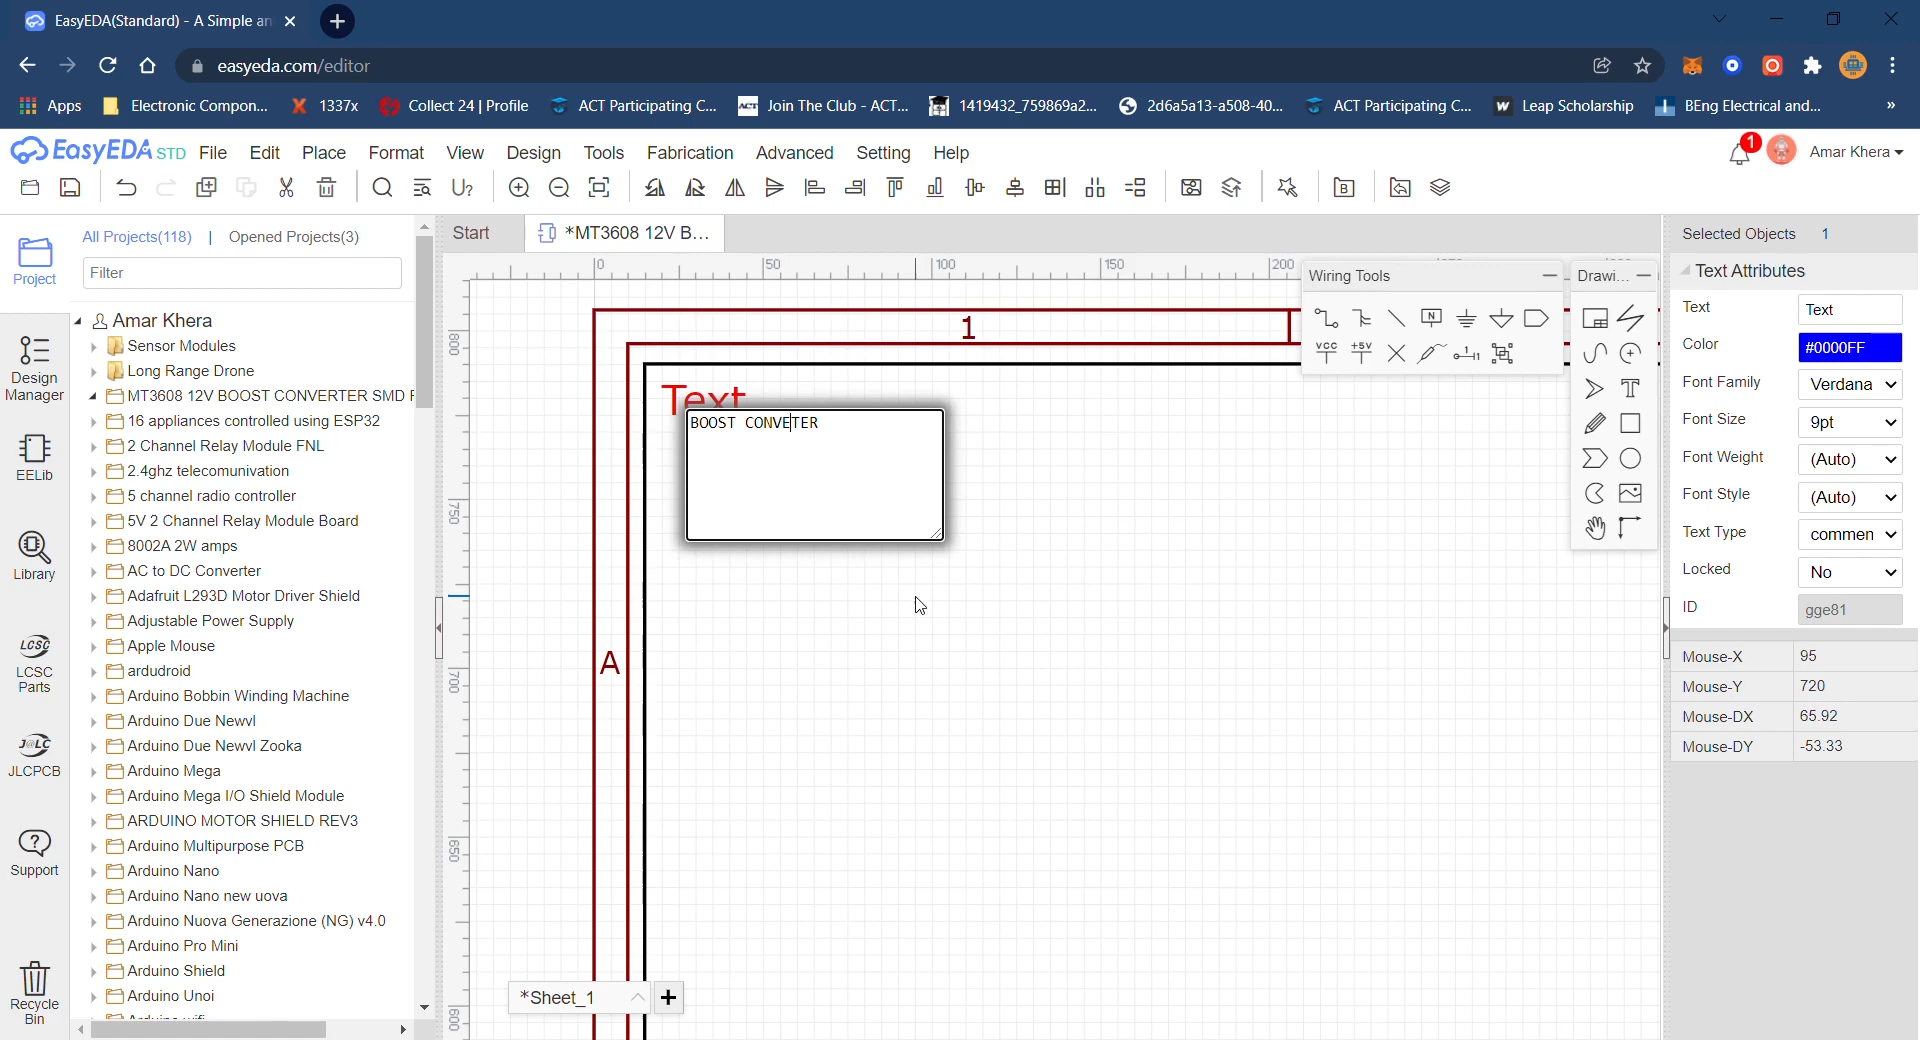 EasyEDA(Standard) - A Simple an
easyeda.com/editor
Apps
Electronic Compon...
1337x
Collect 24 | Profile
ACT Participating C...
Join The Club - ACT...
1419432_759869a2...
2d6a5a13-a508-40...
ACT Participating C...
Leap Scholarship
BEng Electrical and...
»
EasyEDA STD
File Edit Place Format View Design Tools Fabrication Advanced Setting Help
1
Amar Khera
All Projects(118) | Opened Projects(3)
Filter
Project
Design
Manager
EELib
Library
LCSC
LCSC
Parts
J@LC
JLCPCB
Support
Recycle
Bin
Amar Khera
Sensor Modules
Long Range Drone
MT3608 12V BOOST CONVERTER SMD
16 appliances controlled using ESP32
2 Channel Relay Module FNL
2.4ghz telecomunivation
5 channel radio controller
5V 2 Channel Relay Module Board
8002A 2W amps
AC to DC Converter
Adafruit L293D Motor Driver Shield
Adjustable Power Supply
Apple Mouse
ardudroid
Arduino Bobbin Winding Machine
Arduino Due Newvl
Arduino Due Newvl Zooka
Arduino Mega
Arduino Mega I/O Shield Module
ARDUINO MOTOR SHIELD REV3
Arduino Multipurpose PCB
Arduino Nano
Arduino Nano new uova
Arduino Nuova Generazione (NG) v4.0
Arduino Pro Mini
Arduino Shield
Arduino Unoi
Start
*MT3608 12V B...
0 50 100 150 200
800
750
700
650
600
1
A
Text
BOOST CONVETER
*Sheet_1
Wiring Tools
N
VCC
+5V
Drawi...
T
Selected Objects 1
Text Attributes
Text Text
Color #0000FF
Font Family Verdana
Font Size 9pt
Font Weight (Auto)
Font Style (Auto)
Text Type commen
Locked No
ID gge81
Mouse-X 95
Mouse-Y 720
Mouse-DX 65.92
Mouse-DY -53.33